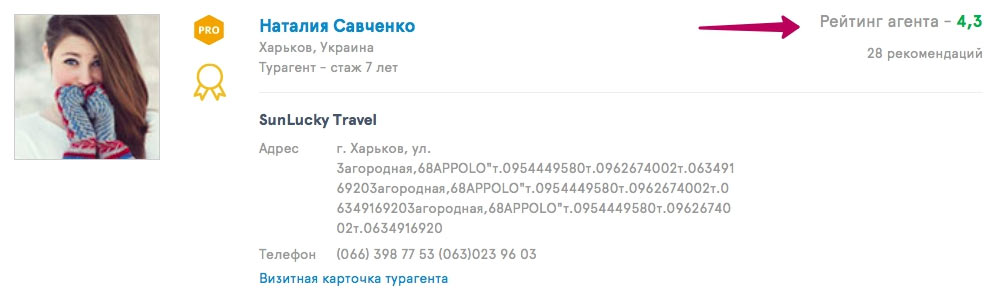 PRO
Наталия Савченко
Харьков, Украина
Турагент – стаж 7 лет
Рейтинг агента – 4,3
28 рекомендаций
SunLucky Travel
Адрес г. Харьков, ул.
Загородная,68APPOLO"т.0954449580т.0962674002т.063491
69203агородная,68APPOLO"т.0954449580т.0962674002т.0
6349169203агородная,68APPOLO"т.0954449580т.09626740
02т.0634916920
Телефон (066) 398 77 53 (063)023 96 03
Визитная карточка турагента